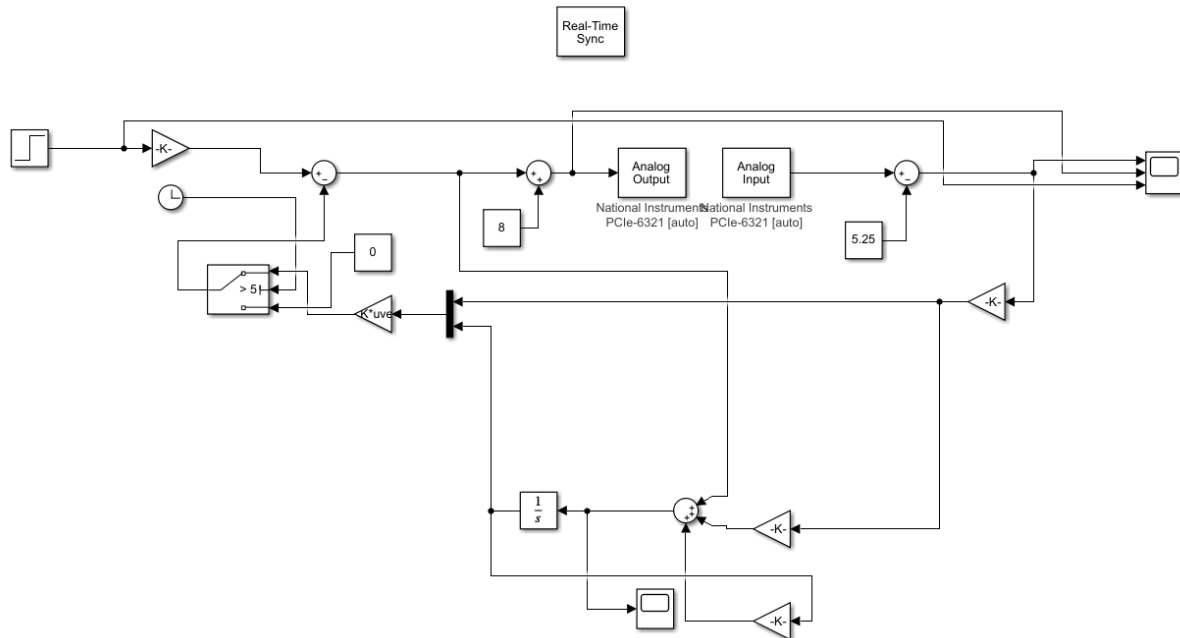 Real-Time
Sync
-K-
+
−
+
+
Analog
Output
Analog
Input
+
−
National Instruments
PCIe-6321 [auto]
National Instruments
PCIe-6321 [auto]
8
5.25
0
> 5
-K-
K*uve
1
s
+
+
+
-K-
-K-